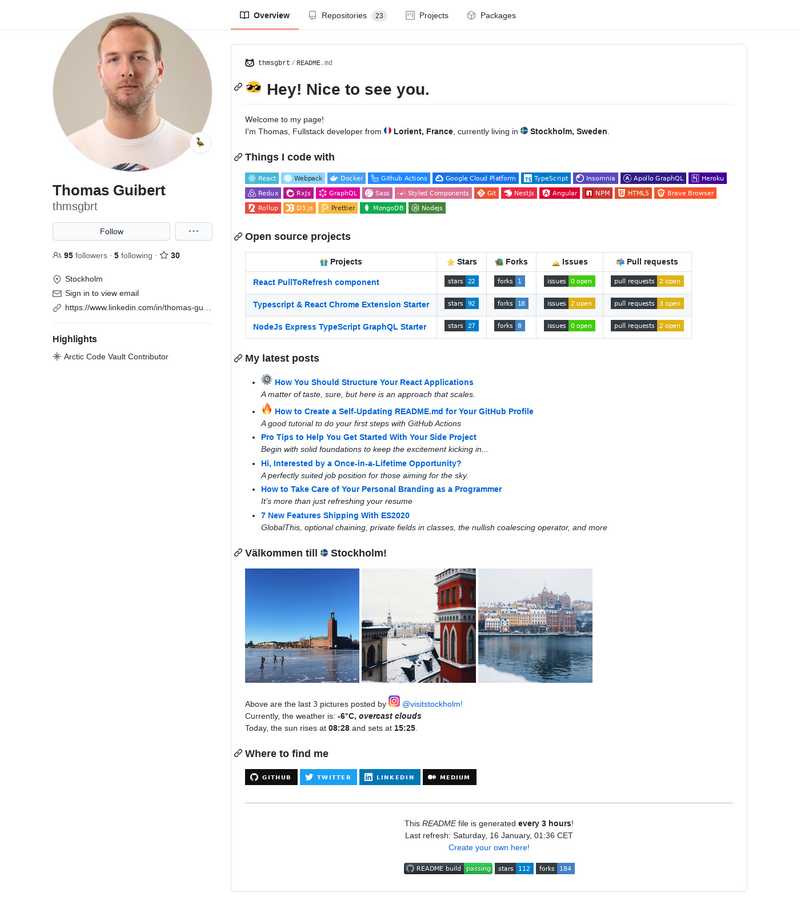 Overview Repositories 23 Projects Packages
Thomas Guibert
thmsgbrt
Follow ...
95 followers · 5 following · 30
Stockholm
Sign in to view email
https://www.linkedin.com/in/thomas-gu…
Highlights
Arctic Code Vault Contributor
thmsgbrt/README.md
Hey! Nice to see you.
Welcome to my page!
I'm Thomas, Fullstack developer from Lorient, France, currently living in Stockholm, Sweden.
Things I code with
React Webpack Docker Github Actions Google Cloud Platform TypeScript Insomnia Apollo GraphQL Heroku
Redux RxJs GraphQL Sass Styled Components Git NestJs Angular NPM HTML5 Brave Browser
Rollup D3.js Prettier MongoDB Nodejs
Open source projects
Projects Stars Forks Issues Pull requests
React PullToRefresh component stars 22 forks 1 issues 0 open pull requests 2 open
Typescript & React Chrome Extension Starter stars 92 forks 18 issues 2 open pull requests 3 open
NodeJs Express TypeScript GraphQL Starter stars 27 forks 8 issues 0 open pull requests 2 open
My latest posts
How You Should Structure Your React Applications
A matter of taste, sure, but here is an approach that scales.
How to Create a Self-Updating README.md for Your GitHub Profile
A good tutorial to do your first steps with GitHub Actions
Pro Tips to Help You Get Started With Your Side Project
Begin with solid foundations to keep the excitement kicking in...
Hi, Interested by a Once-in-a-Lifetime Opportunity?
A perfectly suited job position for those aiming for the sky.
How to Take Care of Your Personal Branding as a Programmer
It's more than just refreshing your resume
7 New Features Shipping With ES2020
GlobalThis, optional chaining, private fields in classes, the nullish coalescing operator, and more
Välkommen till Stockholm!
Above are the last 3 pictures posted by @visitstockholm!
Currently, the weather is: -6°C, overcast clouds
Today, the sun rises at 08:28 and sets at 15:25.
Where to find me
GITHUB TWITTER LINKEDIN MEDIUM
This README file is generated every 3 hours!
Last refresh: Saturday, 16 January, 01:36 CET
Create your own here!
README build passing stars 112 forks 184